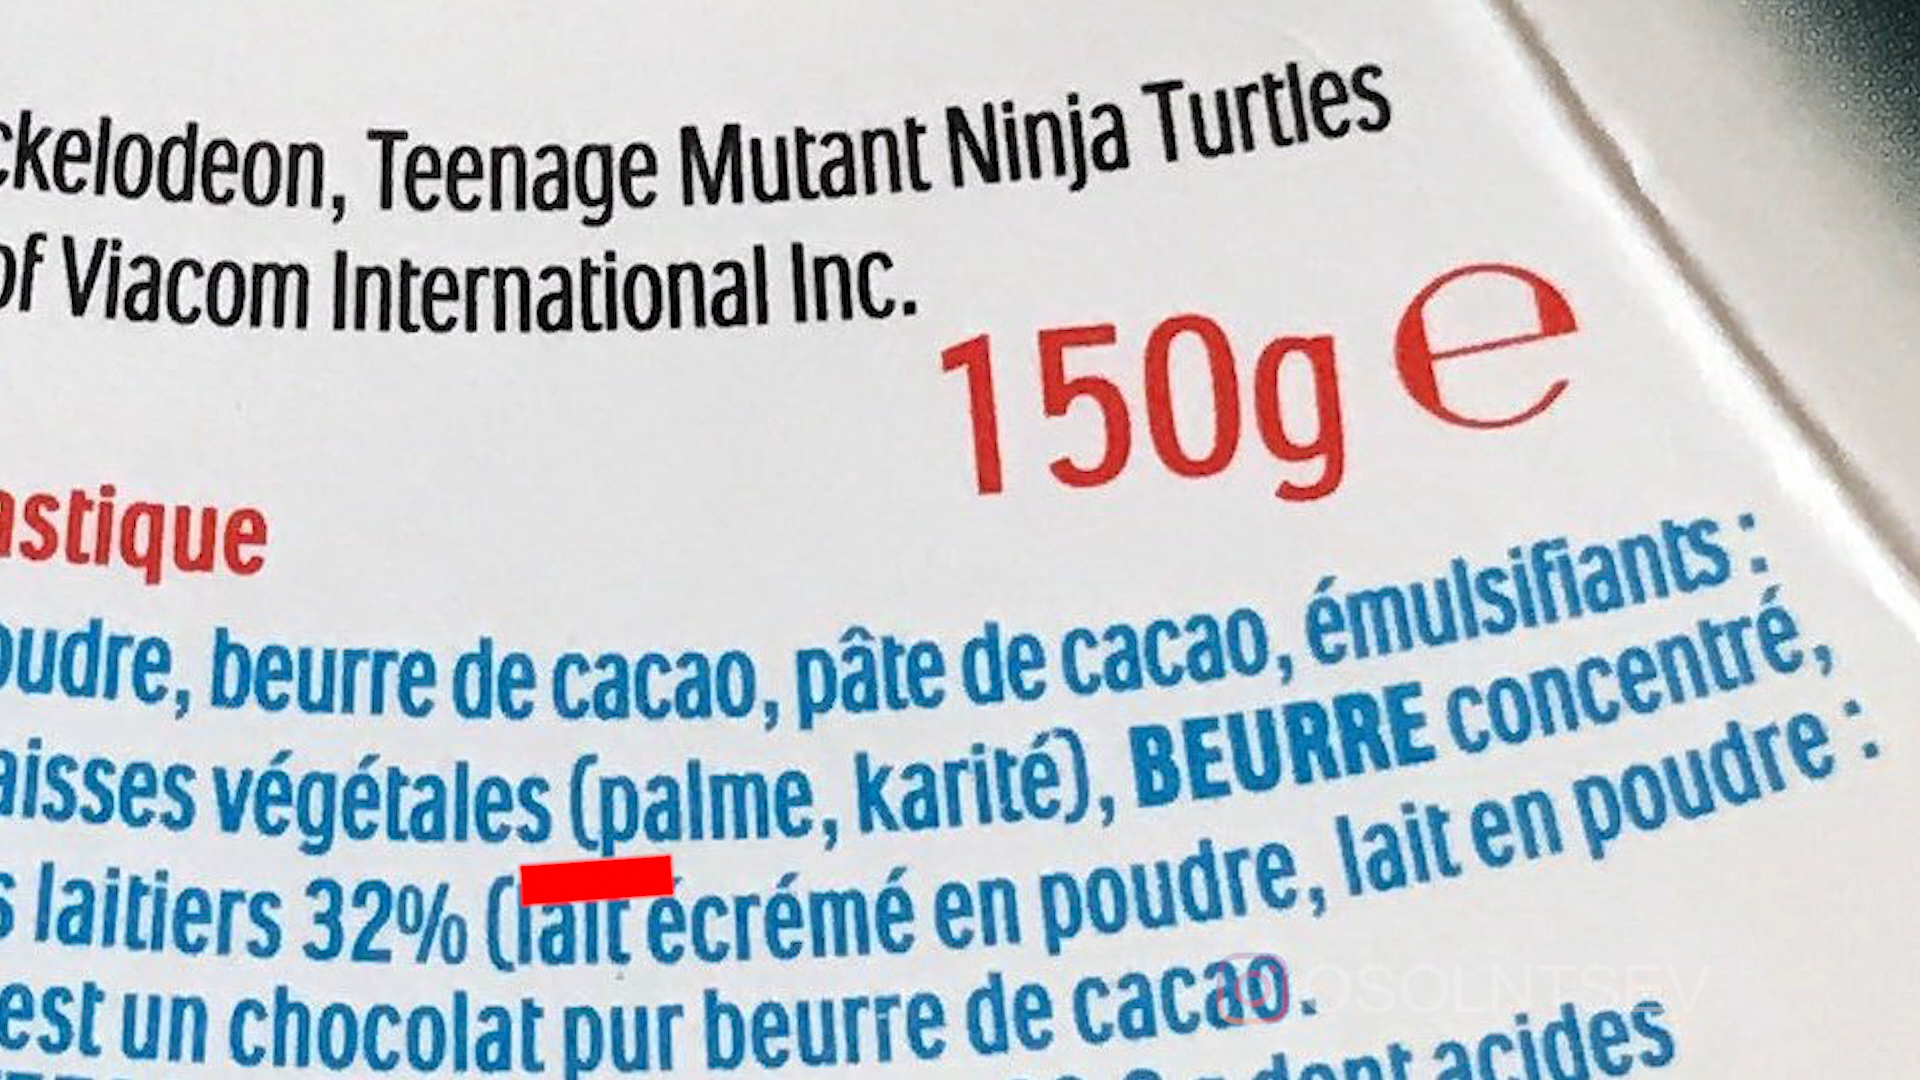 ckelodeon, Teenage Mutant Ninja Turtles
of Viacom International Inc.
150g e
astique
oudre, beurre de cacao, pâte de cacao, émulsifiants :
aisses végétales (palme, karité), BEURRE concentré,
s laitiers 32% (lait écrémé en poudre, lait en poudre :
est un chocolat pur beurre de cacao.
dont acides
OSOLNTSEV